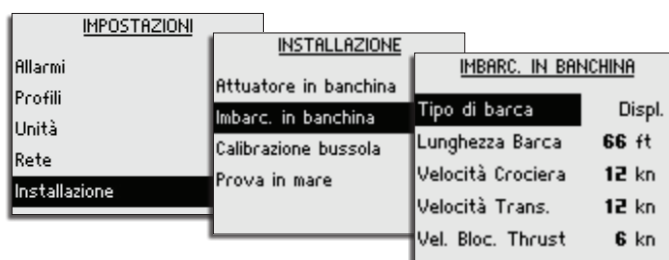 IMPOSTAZIONI
Allarmi
Profili
Unità
Rete
Installazione
INSTALLAZIONE
Attuatore in banchina
Imbarc. in banchina
Calibrazione bussola
Prova in mare
IMBARC. IN BANCHINA
Tipo di barca Displ.
Lunghezza Barca 66 ft
Velocità Crociera 12 kn
Velocità Trans. 12 kn
Vel. Bloc. Thrust 6 kn